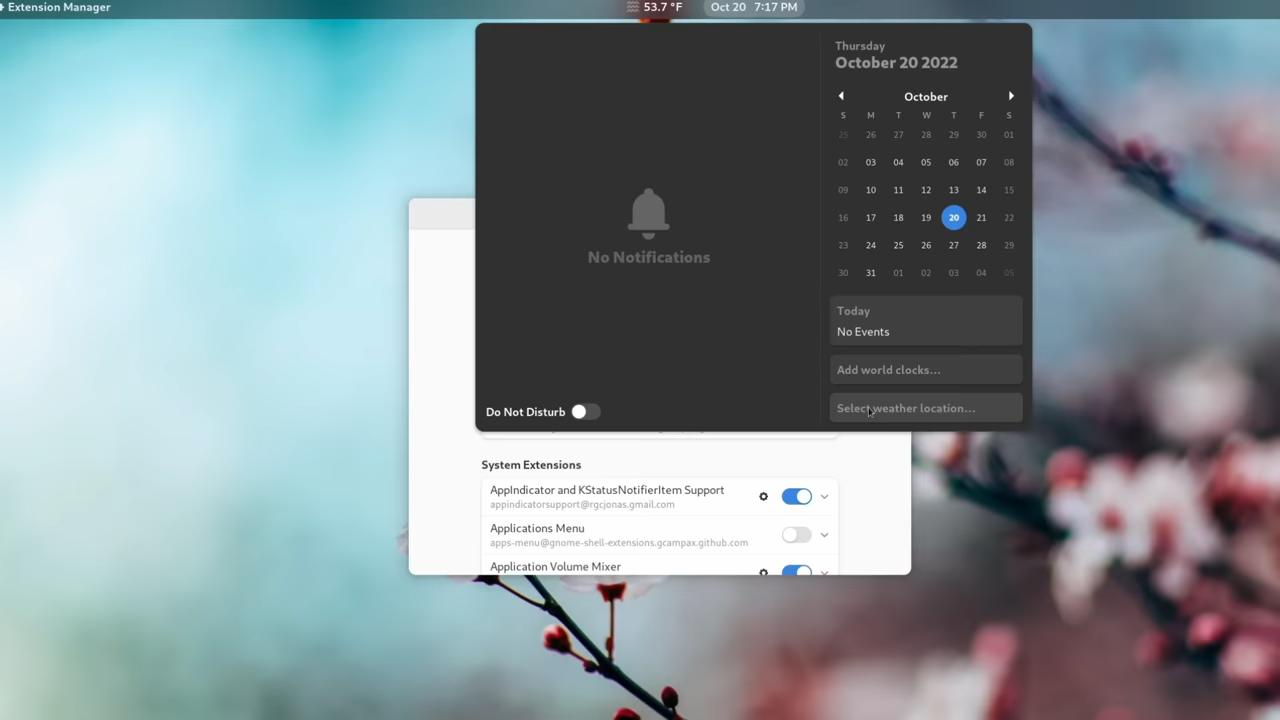 Extension Manager
53.7 °F
Oct 20 7:17 PM
Thursday
October 20 2022
October
S M T W T F S
25 26 27 28 29 30 01
02 03 04 05 06 07 08
09 10 11 12 13 14 15
16 17 18 19 20 21 22
23 24 25 26 27 28 29
30 31 01 02 03 04 05
No Notifications
Today
No Events
Add world clocks...
Select weather location...
Do Not Disturb
System Extensions
AppIndicator and KStatusNotifierItem Support
appindicatorsupport@rgcjonas.gmail.com
Applications Menu
apps-menu@gnome-shell-extensions.gcampax.github.com
Application Volume Mixer